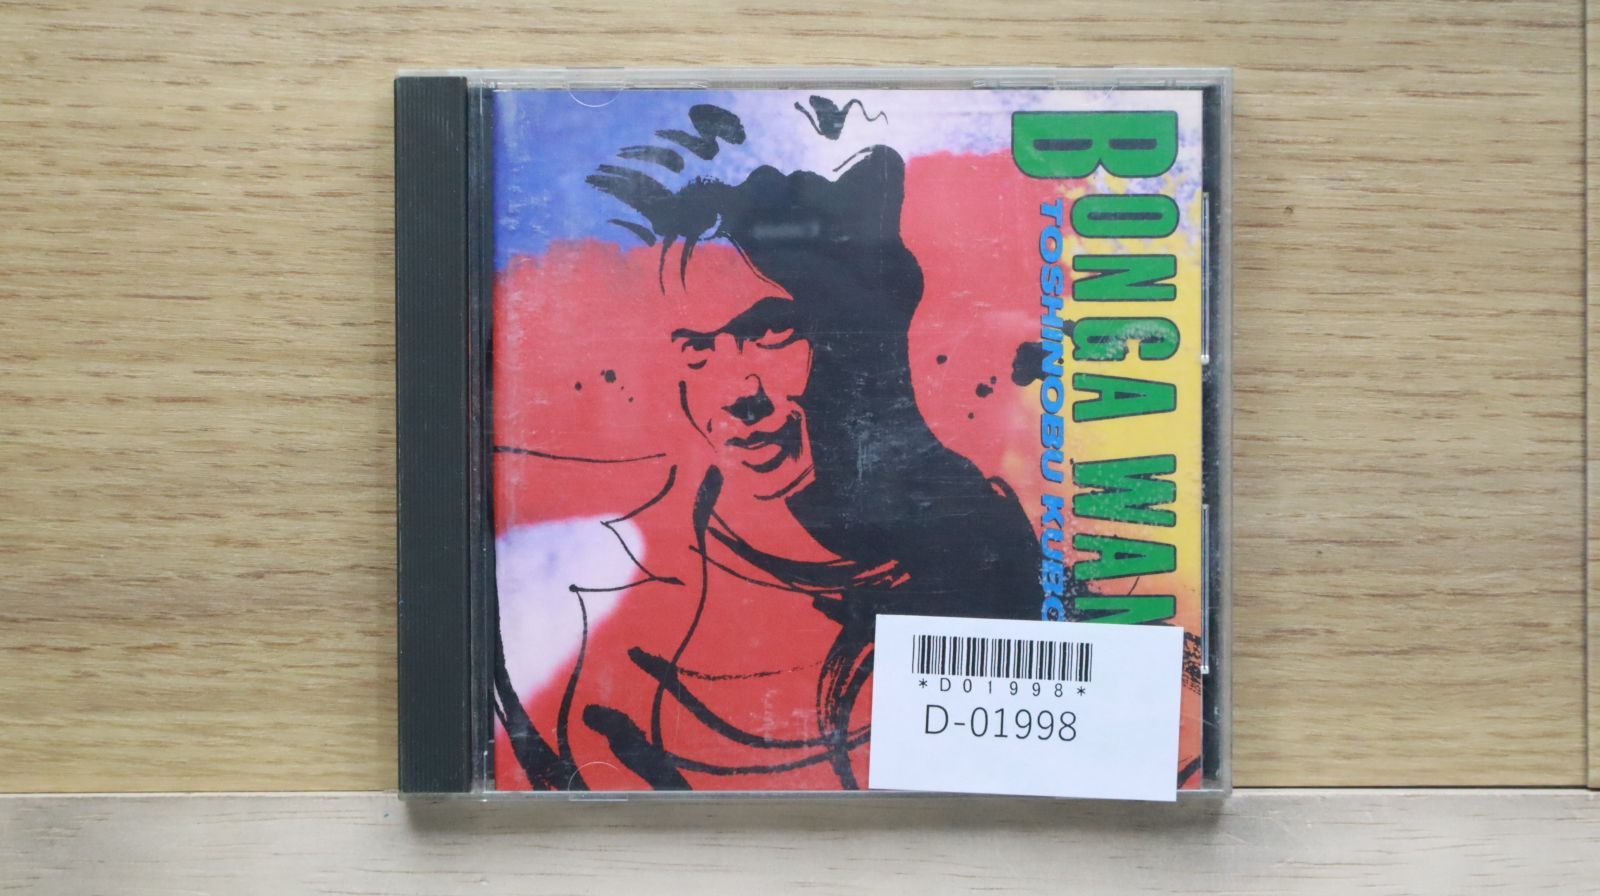 BONGA WAN
TOSHINOBU KUBO
*D01998*
D-01998